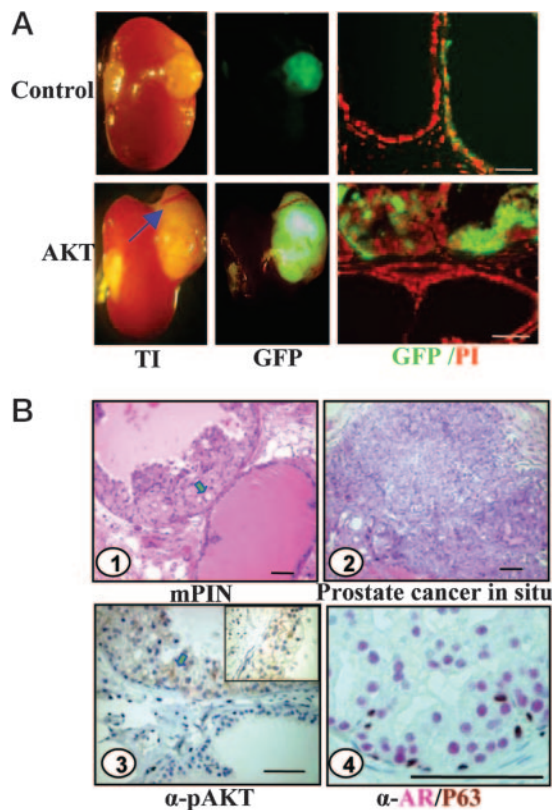 A
Control
AKT
TI GFP GFP /PI
B
1 2
mPIN Prostate cancer in situ
3 4
α-pAKT α-AR/P63